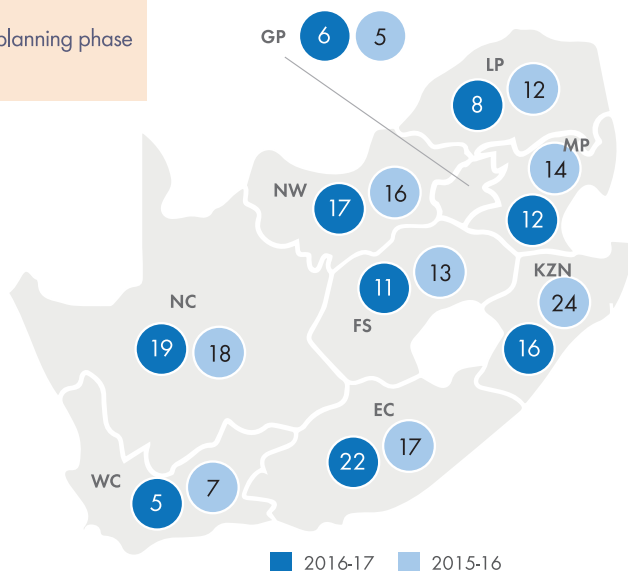 planning phase
GP 6 5
LP
8 12
MP
14
12
NW
17 16
KZN
24
16
11 13
FS
NC
19 18
EC
22 17
WC
5 7
2016-17 2015-16